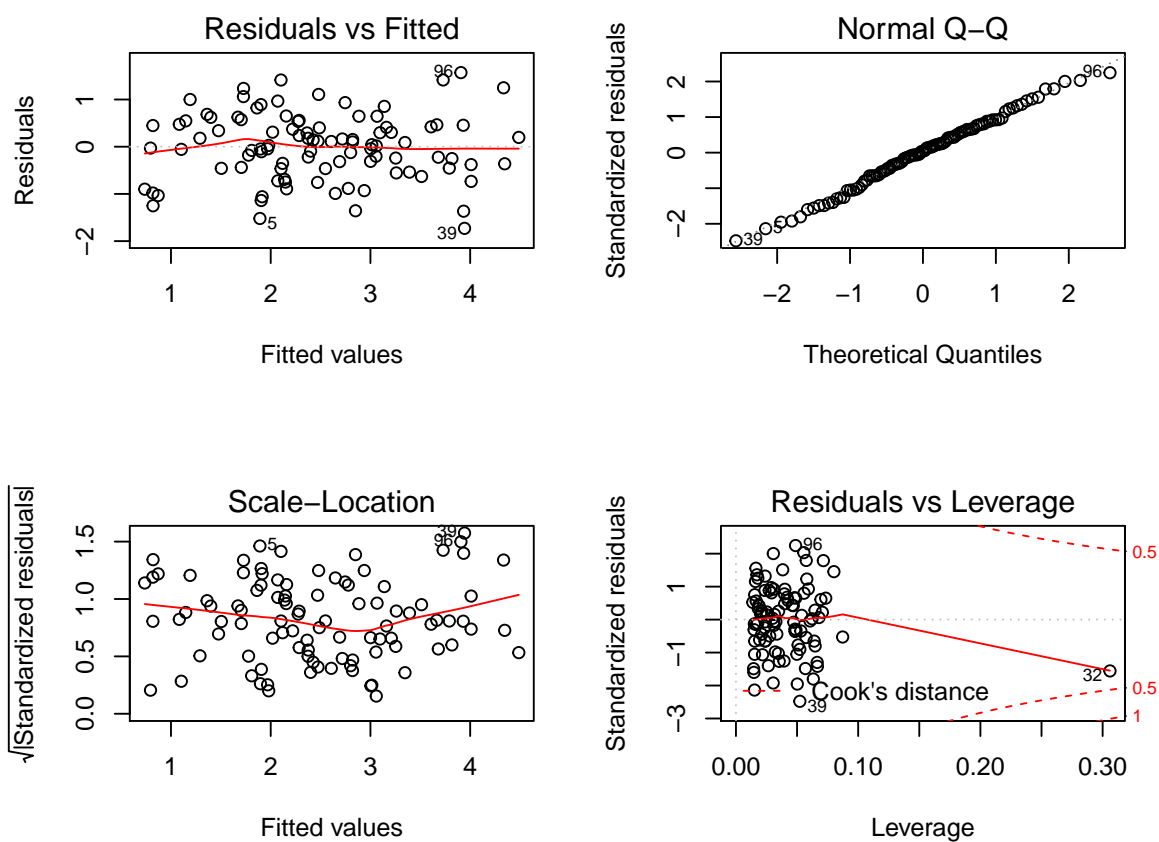 Residuals vs Fitted
Residuals
1
0
−2
1 2 3 4
Fitted values
96
5
39
Normal Q−Q
Standardized residuals
2
1
0
−2
−2 −1 0 1 2
Theoretical Quantiles
96
5
39
Scale−Location
√|Standardized residuals|
1.5
1.0
0.5
0.0
1 2 3 4
Fitted values
39
96
5
Residuals vs Leverage
Standardized residuals
1
−1
−3
0.00 0.10 0.20 0.30
Leverage
96
32
39
Cook's distance
0.5
0.5
1